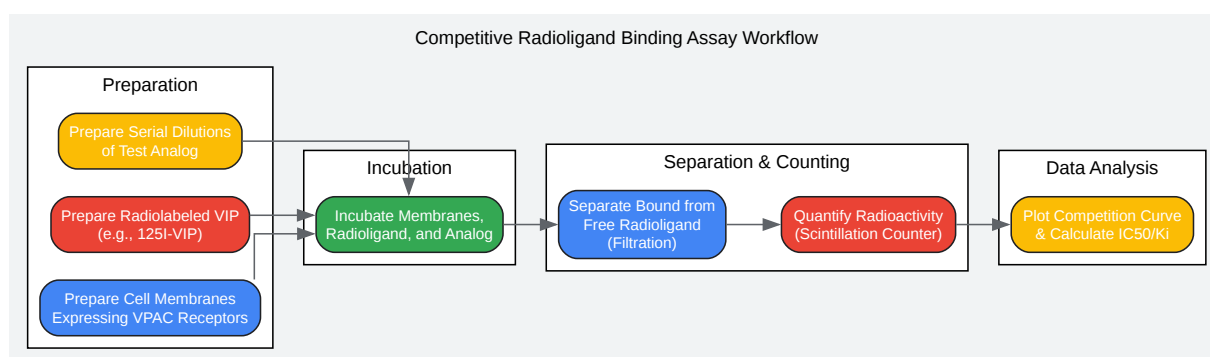 Competitive Radioligand Binding Assay Workflow
Preparation
Prepare Serial Dilutions
of Test Analog
Prepare Radiolabeled VIP
(e.g., 125I-VIP)
Prepare Cell Membranes
Expressing VPAC Receptors
Incubation
Incubate Membranes,
Radioligand, and Analog
Separation & Counting
Separate Bound from
Free Radioligand
(Filtration)
Quantify Radioactivity
(Scintillation Counter)
Data Analysis
Plot Competition Curve
& Calculate IC50/Ki